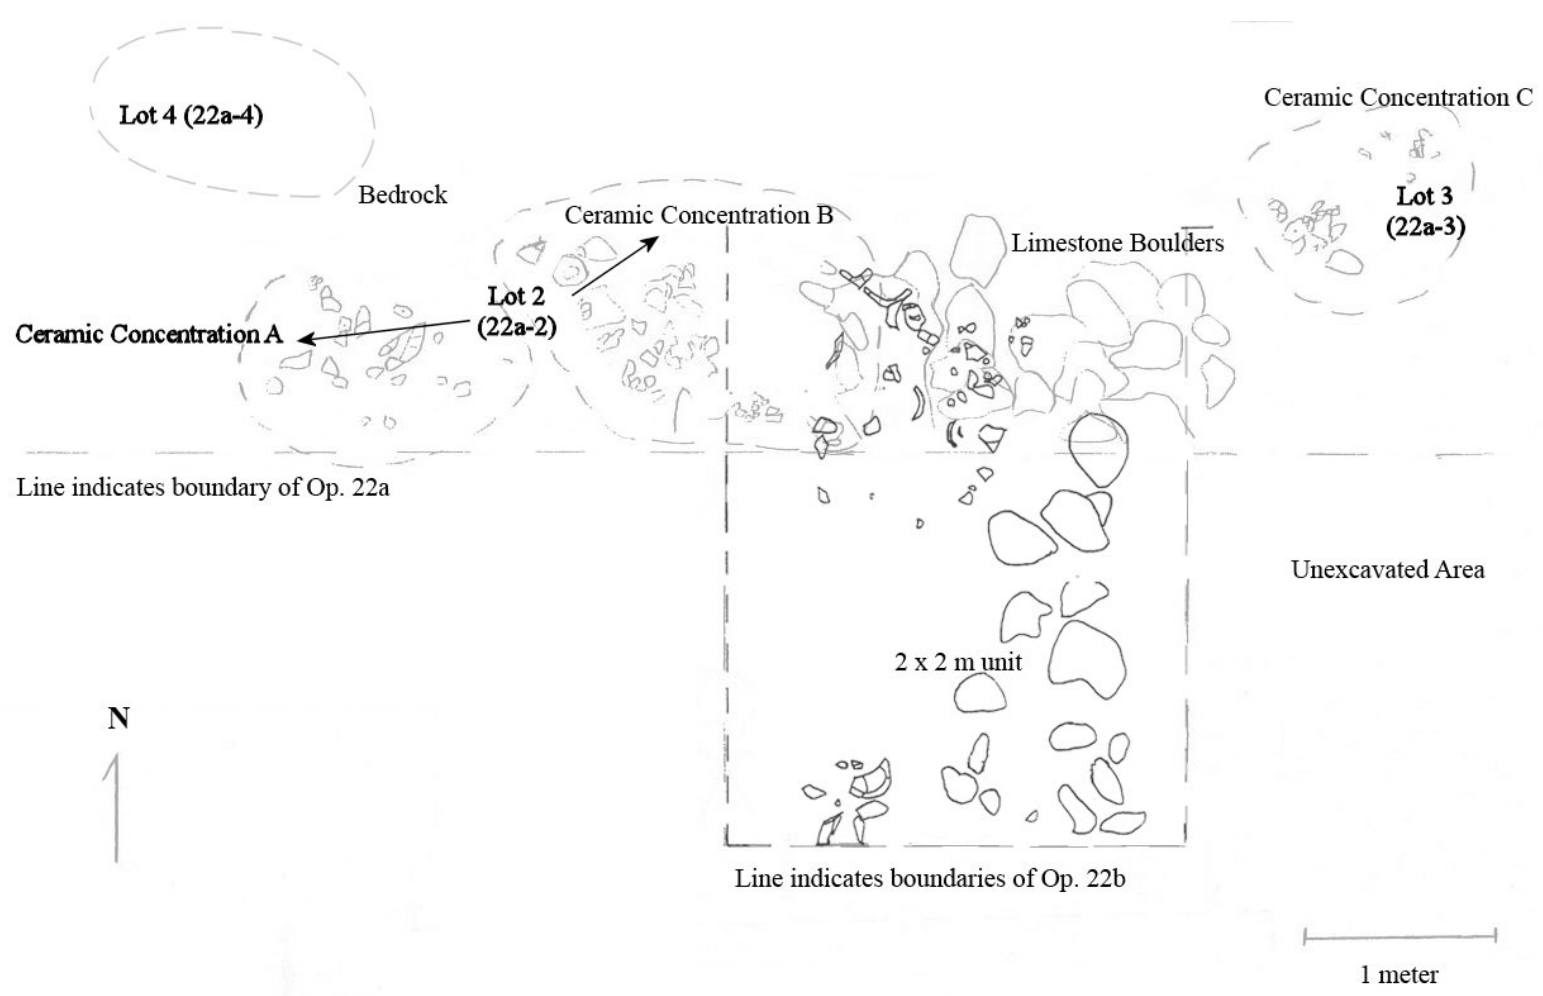 Ceramic Concentration C
Lot 4 (22a-4)
Bedrock
Lot 3
(22a-3)
Ceramic Concentration B
Limestone Boulders
Lot 2
(22a-2)
Ceramic Concentration A
Line indicates boundary of Op. 22a
Unexcavated Area
2 x 2 m unit
N
Line indicates boundaries of Op. 22b
1 meter